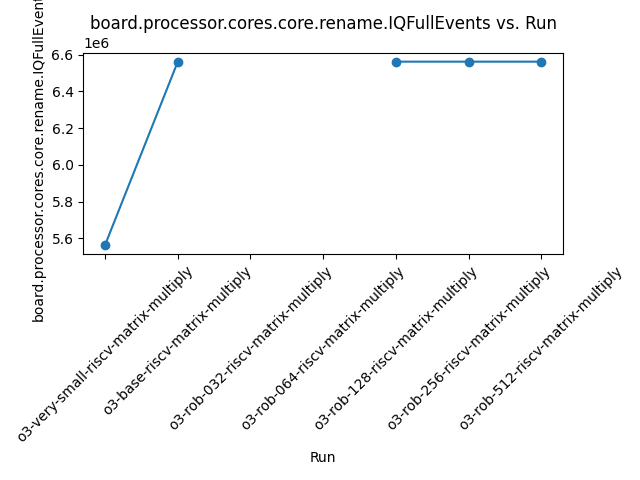 board.processor.cores.core.rename.IQFullEvents vs. Run
1e6
board.processor.cores.core.rename.IQFullEvent
6.6
6.4
6.2
6.0
5.8
5.6
o3-very-small-riscv-matrix-multiply
o3-base-riscv-matrix-multiply
o3-rob-032-riscv-matrix-multiply
o3-rob-064-riscv-matrix-multiply
o3-rob-128-riscv-matrix-multiply
o3-rob-256-riscv-matrix-multiply
o3-rob-512-riscv-matrix-multiply
Run